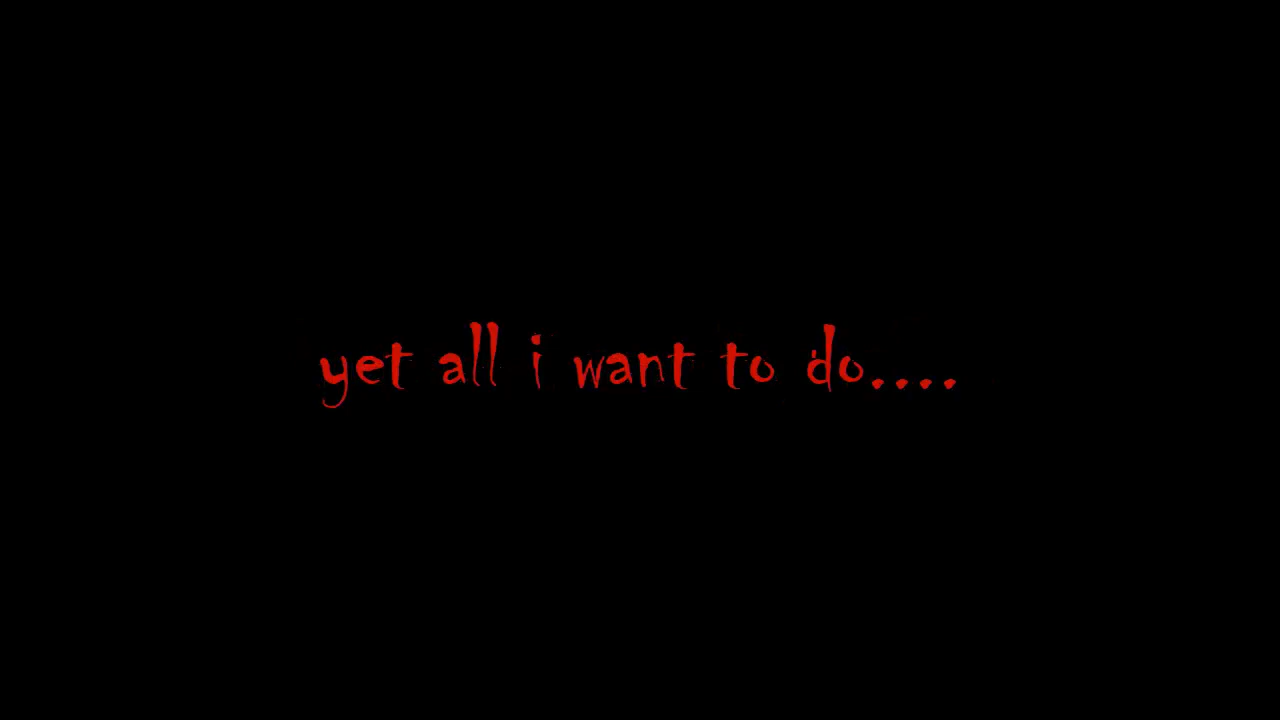 yet all i want to do....